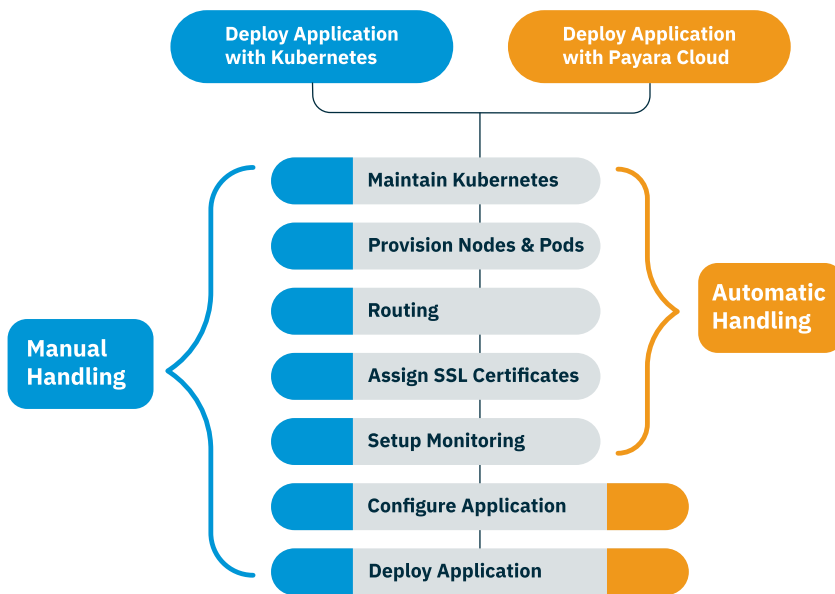 Deploy Application
with Kubernetes
Deploy Application
with Payara Cloud
Maintain Kubernetes
Provision Nodes & Pods
Routing
Assign SSL Certificates
Setup Monitoring
Configure Application
Deploy Application
Manual
Handling
Automatic
Handling